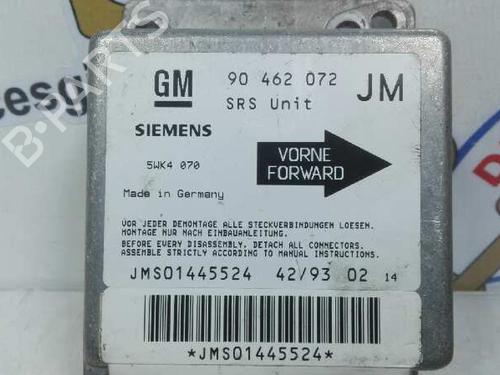 GM 90 462 072 JM
SRS Unit
SIEMENS
5WK4 070
VORNE
FORWARD
Made in Germany
VOR JEDER DEMONTAGE ALLE STECKVERBINDUNGEN LOESEN.
MONTAGE NUR NACH EINBAUANLEITUNG.
BEFORE EVERY DISASSEMBLY, DETACH ALL CONNECTORS.
ASSEMBLE STRICTLY ACCORDING TO MANUAL INSTRUCTIONS.
JMS01445524 42/93 02 14
*JMS01445524*
B-PARTS
cesg